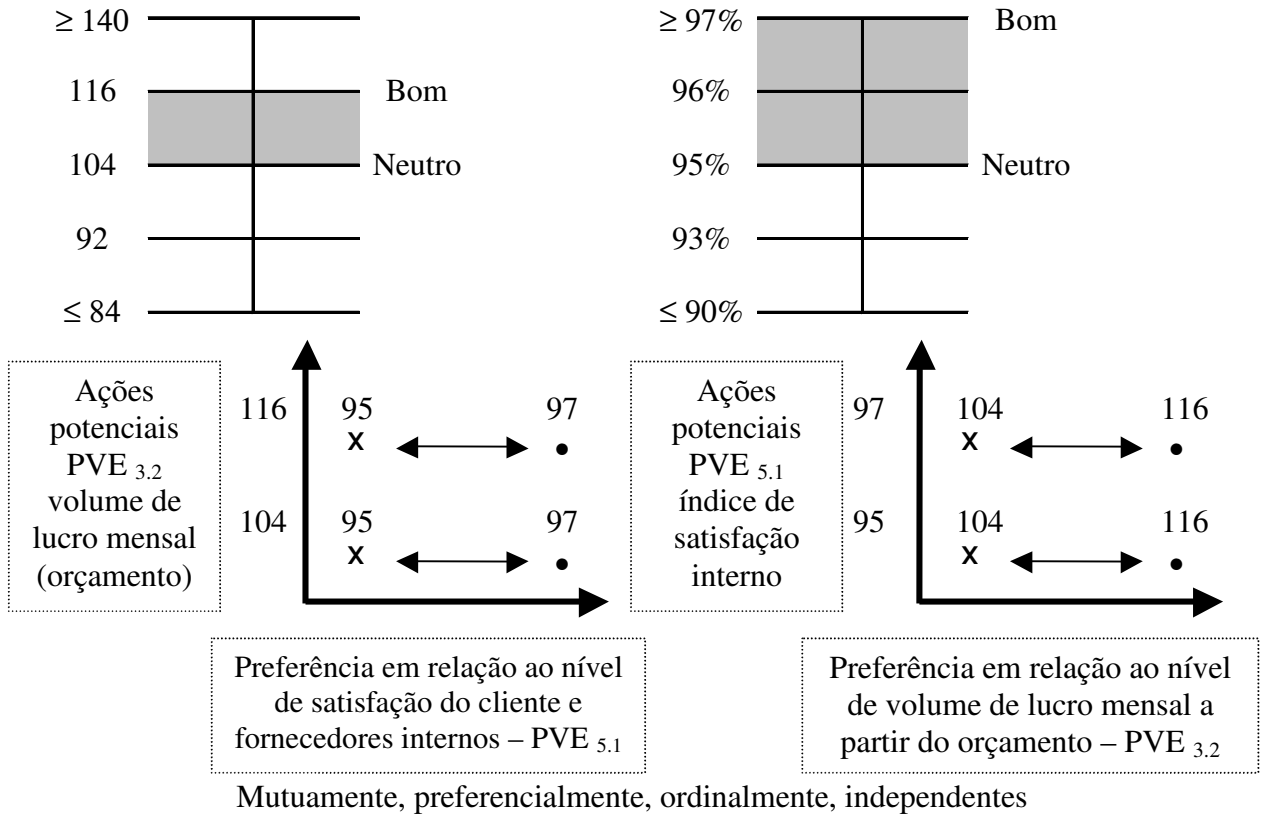 ≥ 140
116
Bom
104
Neutro
92
≤ 84
≥ 97%
Bom
96%
95%
Neutro
93%
≤ 90%
Ações
potenciais
PVE 3.2
volume de
lucro mensal
(orçamento)
116
95
97
x
104
95
97
x
Preferência em relação ao nível
de satisfação do cliente e
fornecedores internos – PVE 5.1
Ações
potenciais
PVE 5.1
índice de
satisfação
interno
97
104
116
x
95
104
116
x
Preferência em relação ao nível
de volume de lucro mensal a
partir do orçamento – PVE 3.2
Mutuamente, preferencialmente, ordinalmente, independentes